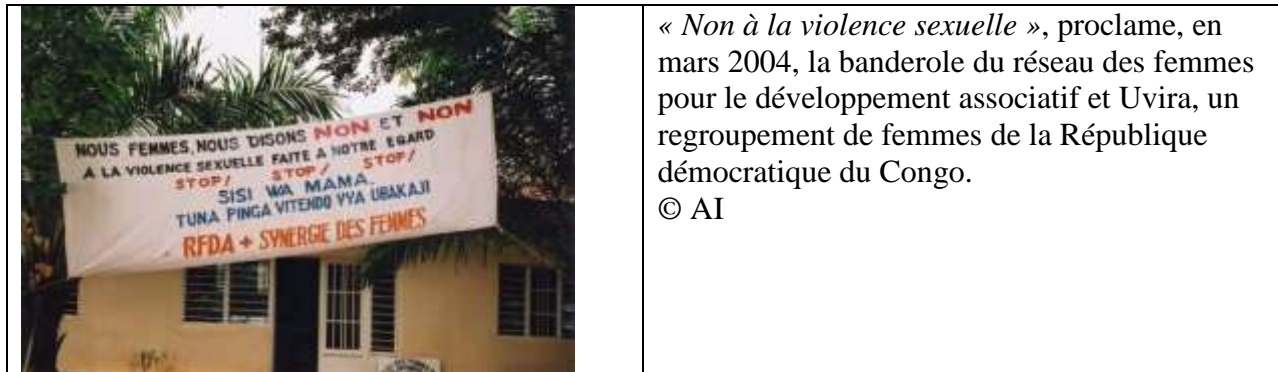 NOUS FEMMES, NOUS DISONS NON ET NON
A LA VIOLENCE SEXUELLE FAITE A NOTRE EGARD
STOP! STOP! STOP!
SISI WA MAMA,
TUNA PINGA VITENDO VYA UBAKAJI
RFDA + SYNERGIE DES FEMMES
« Non à la violence sexuelle », proclame, en
mars 2004, la banderole du réseau des femmes
pour le développement associatif et Uvira, un
regroupement de femmes de la République
démocratique du Congo.
© AI